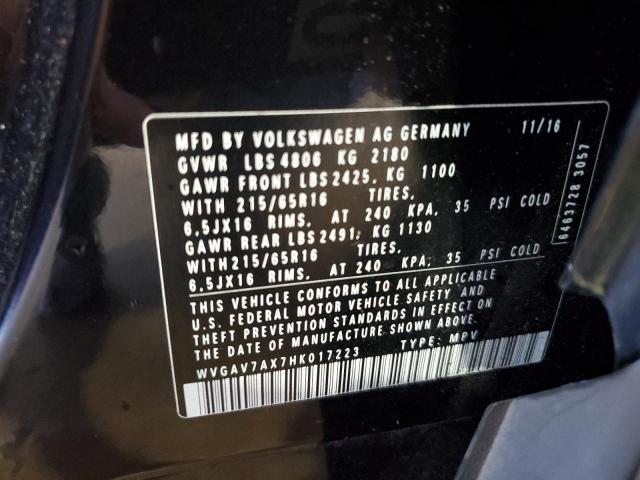 MFD BY VOLKSWAGEN AG GERMANY 11/16
GVWR LBS 4806 KG 2180
GAWR FRONT LBS 2425, KG 1100
WITH 215/65R16 TIRES,
6.5JX16 RIMS, AT 240 KPA, 35 PSI COLD
GAWR REAR LBS 2491, KG 1130
WITH 215/65R16 TIRES,
6.5JX16 RIMS, AT 240 KPA, 35 PSI COLD
THIS VEHICLE CONFORMS TO ALL APPLICABLE
U.S. FEDERAL MOTOR VEHICLE SAFETY AND
THEFT PREVENTION STANDARDS IN EFFECT ON
DATE OF MANUFACTURE SHOWN ABOVE.
WVGAV7AX7HK017223 TYPE: MPV
6463728 3057